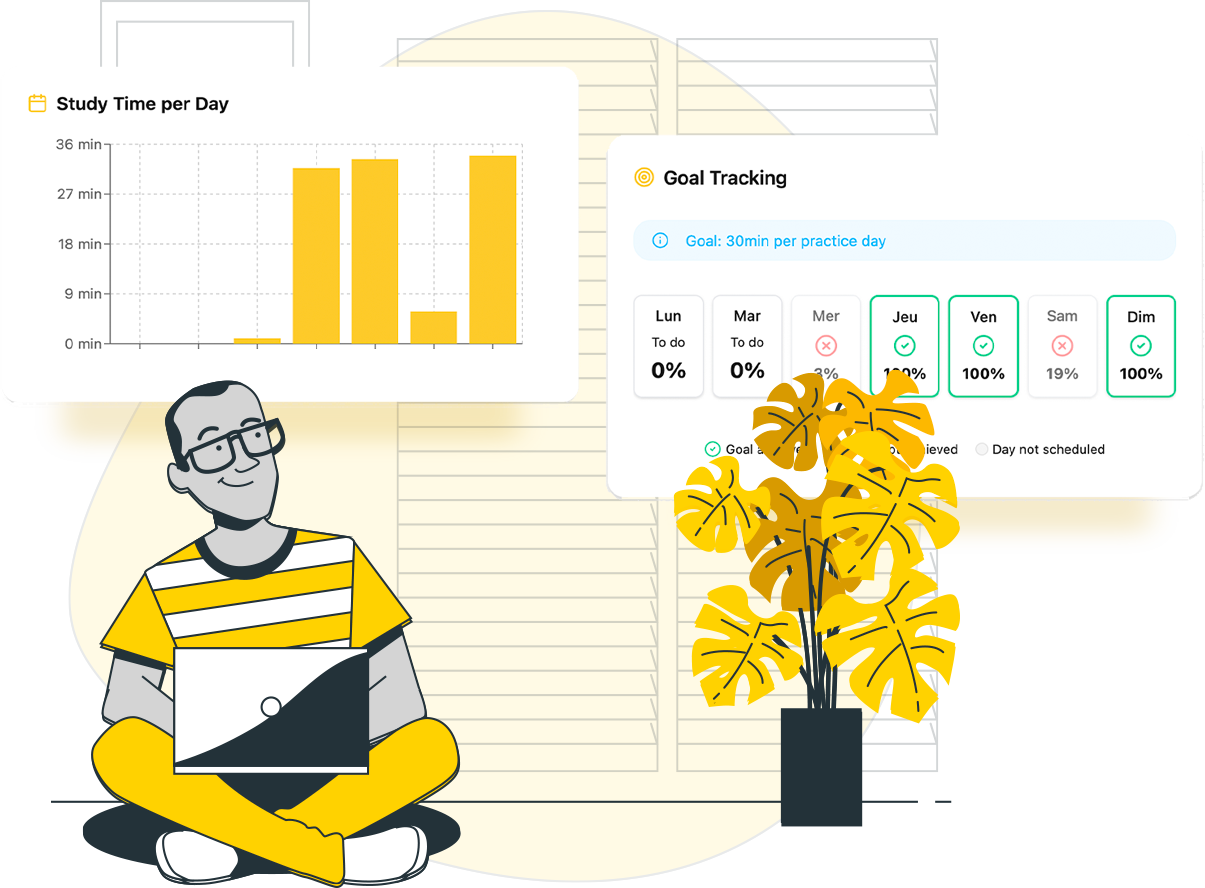 Study Time per Day
36 min
27 min
18 min
9 min
0 min
Goal Tracking
Goal: 30min per practice day
Lun Mar Mer Jeu Ven Sam Dim
To do To do
0% 0% 3% 100% 100% 19% 100%
Goal Day not scheduled